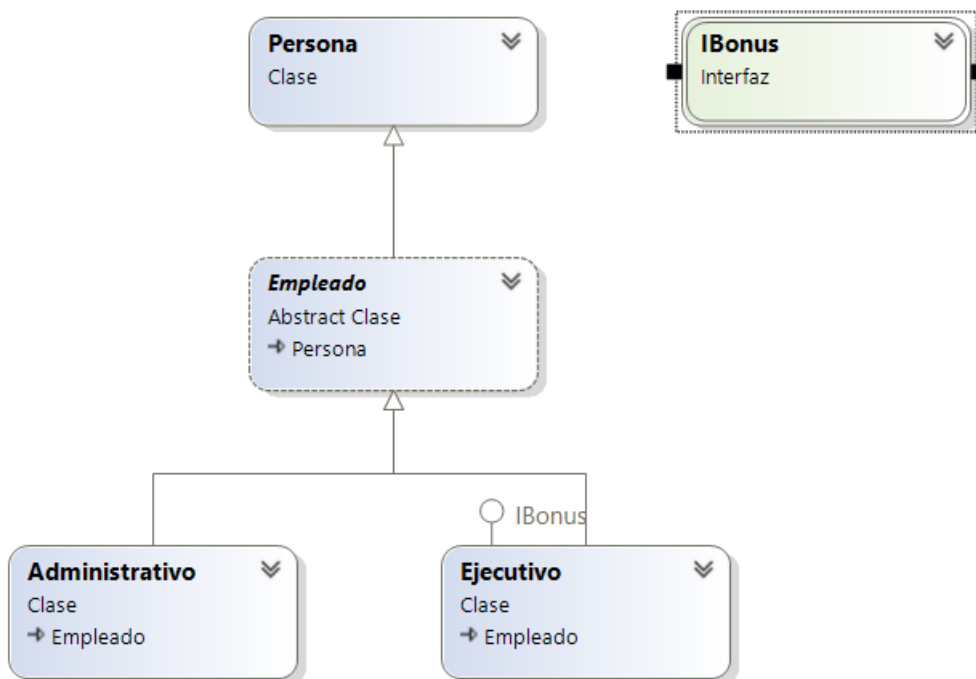 Persona
Clase
IBonus
Interfaz
Empleado
Abstract Clase
Persona
IBonus
Administrativo
Clase
Empleado
Ejecutivo
Clase
Empleado